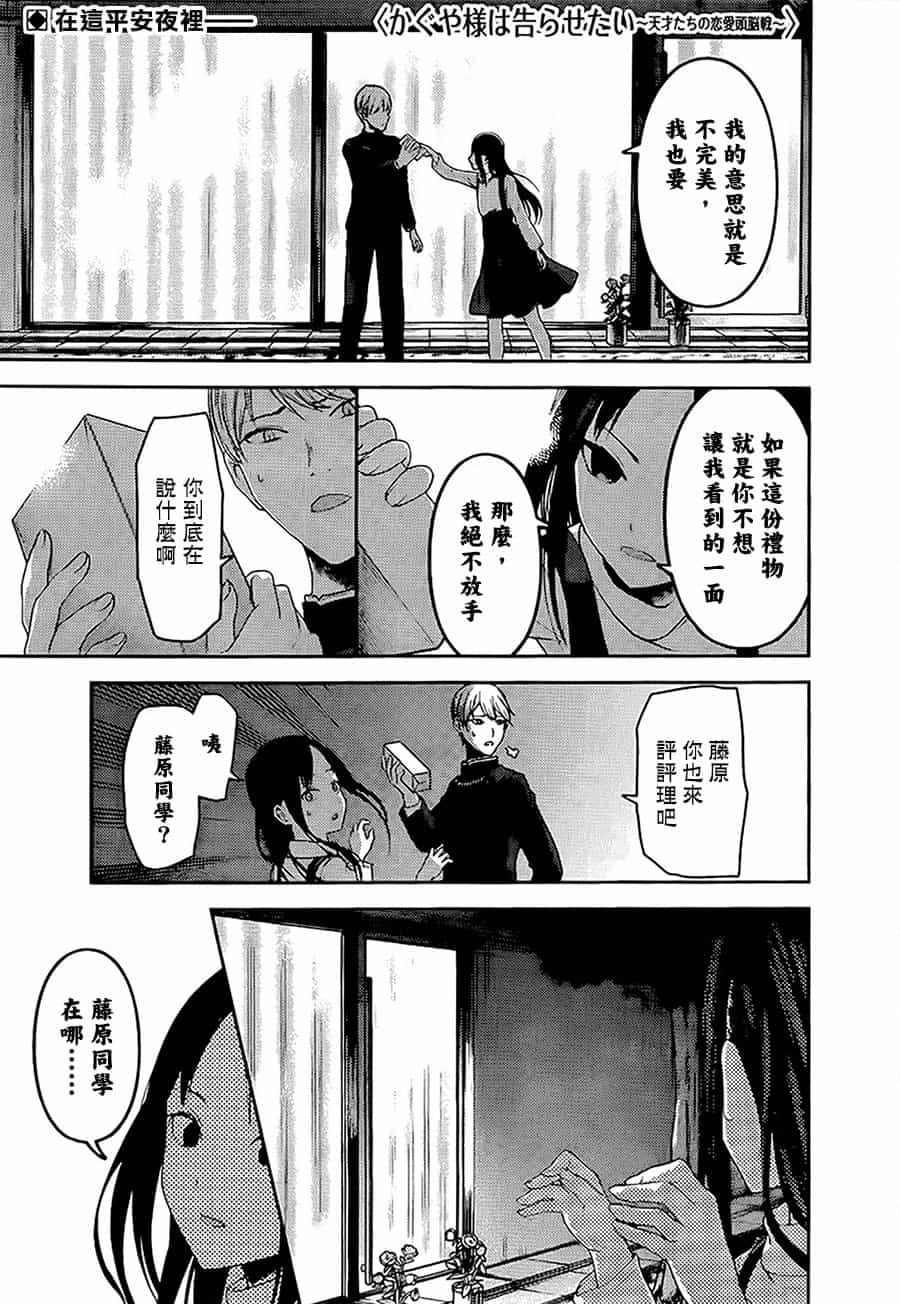 ◆在這平安夜裡——
〈かぐや様は告らせたい～天才たちの恋愛頭脳戦～〉
我的意思就是
不完美，
我也要
如果這份禮物
就是你不想
讓我看到的一面
那麼，
我絕不放手
你到底在
說什麼啊
藤原
你也來
評評理吧
咦
藤原同學？
藤原同學
在哪……